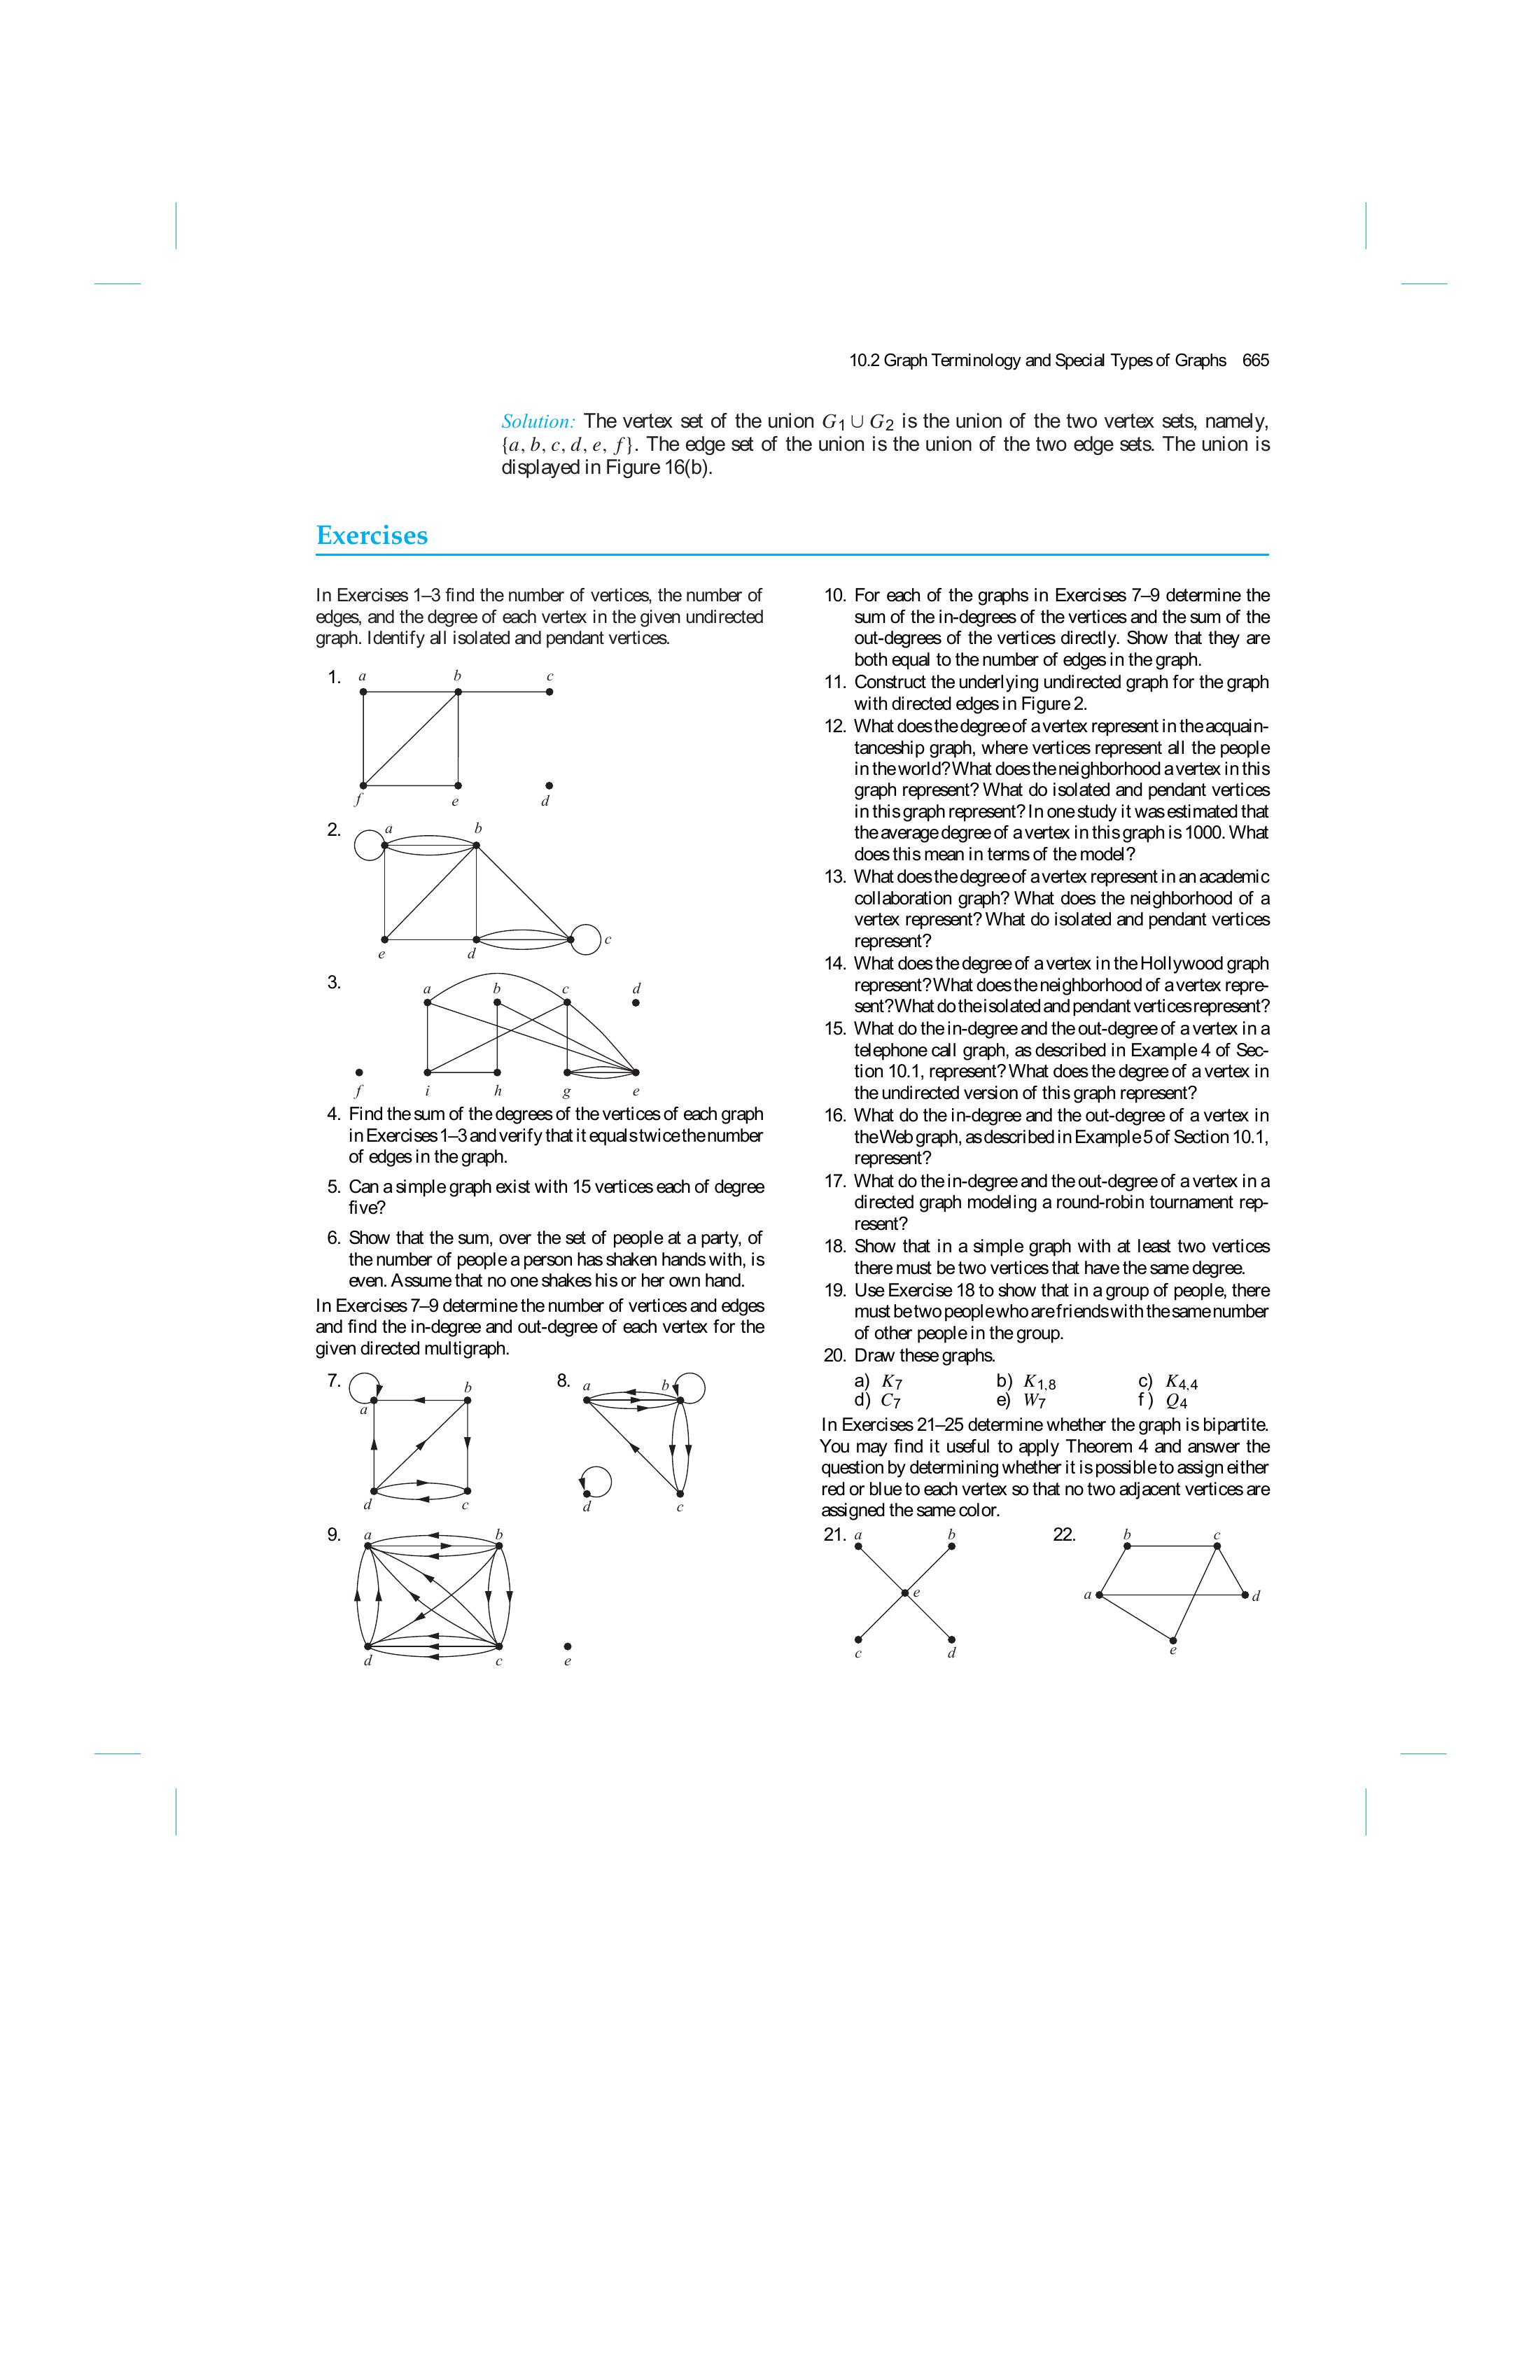 10.2 Graph Terminology and Special Types of Graphs 665
Solution: The vertex set of the union G1 ∪ G2 is the union of the two vertex sets, namely,
{a, b, c, d, e, f}. The edge set of the union is the union of the two edge sets. The union is
displayed in Figure 16(b).
Exercises
In Exercises 1–3 find the number of vertices, the number of
edges, and the degree of each vertex in the given undirected
graph. Identify all isolated and pendant vertices.
1. a b c
f e d
2. a b
c
e d
3. a b c d
f i h g e
4. Find the sum of the degrees of the vertices of each graph
in Exercises 1–3 and verify that it equals twice the number
of edges in the graph.
5. Can a simple graph exist with 15 vertices each of degree
five?
6. Show that the sum, over the set of people at a party, of
the number of people a person has shaken hands with, is
even. Assume that no one shakes his or her own hand.
In Exercises 7–9 determine the number of vertices and edges
and find the in-degree and out-degree of each vertex for the
given directed multigraph.
7. b
a
d c
8. a b
d c
9. a b
d c e
10. For each of the graphs in Exercises 7–9 determine the
sum of the in-degrees of the vertices and the sum of the
out-degrees of the vertices directly. Show that they are
both equal to the number of edges in the graph.
11. Construct the underlying undirected graph for the graph
with directed edges in Figure 2.
12. What does the degree of a vertex represent in the acquain-
tanceship graph, where vertices represent all the people
in the world? What does the neighborhood a vertex in this
graph represent? What do isolated and pendant vertices
in this graph represent? In one study it was estimated that
the average degree of a vertex in this graph is 1000. What
does this mean in terms of the model?
13. What does the degree of a vertex represent in an academic
collaboration graph? What does the neighborhood of a
vertex represent? What do isolated and pendant vertices
represent?
14. What does the degree of a vertex in the Hollywood graph
represent? What does the neighborhood of a vertex repre-
sent? What do the isolated and pendant vertices represent?
15. What do the in-degree and the out-degree of a vertex in a
telephone call graph, as described in Example 4 of Sec-
tion 10.1, represent? What does the degree of a vertex in
the undirected version of this graph represent?
16. What do the in-degree and the out-degree of a vertex in
the Web graph, as described in Example 5 of Section 10.1,
represent?
17. What do the in-degree and the out-degree of a vertex in a
directed graph modeling a round-robin tournament rep-
resent?
18. Show that in a simple graph with at least two vertices
there must be two vertices that have the same degree.
19. Use Exercise 18 to show that in a group of people, there
must be two people who are friends with the same number
of other people in the group.
20. Draw these graphs.
a) K7 b) K1,8 c) K4,4
d) C7 e) W7 f) Q4
In Exercises 21–25 determine whether the graph is bipartite.
You may find it useful to apply Theorem 4 and answer the
question by determining whether it is possible to assign either
red or blue to each vertex so that no two adjacent vertices are
assigned the same color.
21. a b
e
c d
22. b c
a d
e